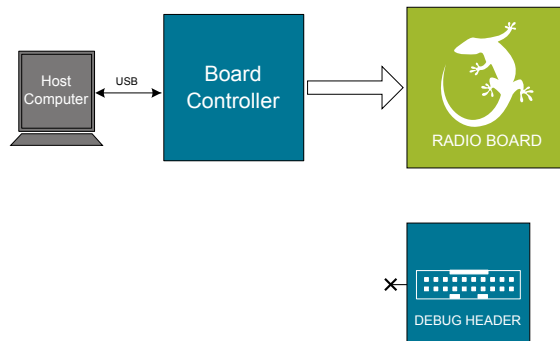 Host
Computer
USB
Board
Controller
RADIO BOARD
DEBUG HEADER